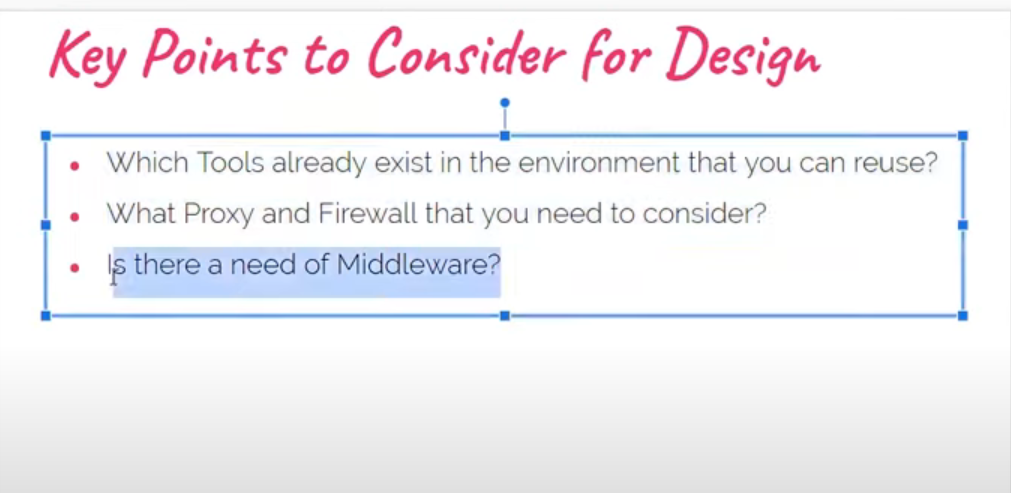 Key Points to Consider for Design
• Which Tools already exist in the environment that you can reuse?
• What Proxy and Firewall that you need to consider?
• Is there a need of Middleware?